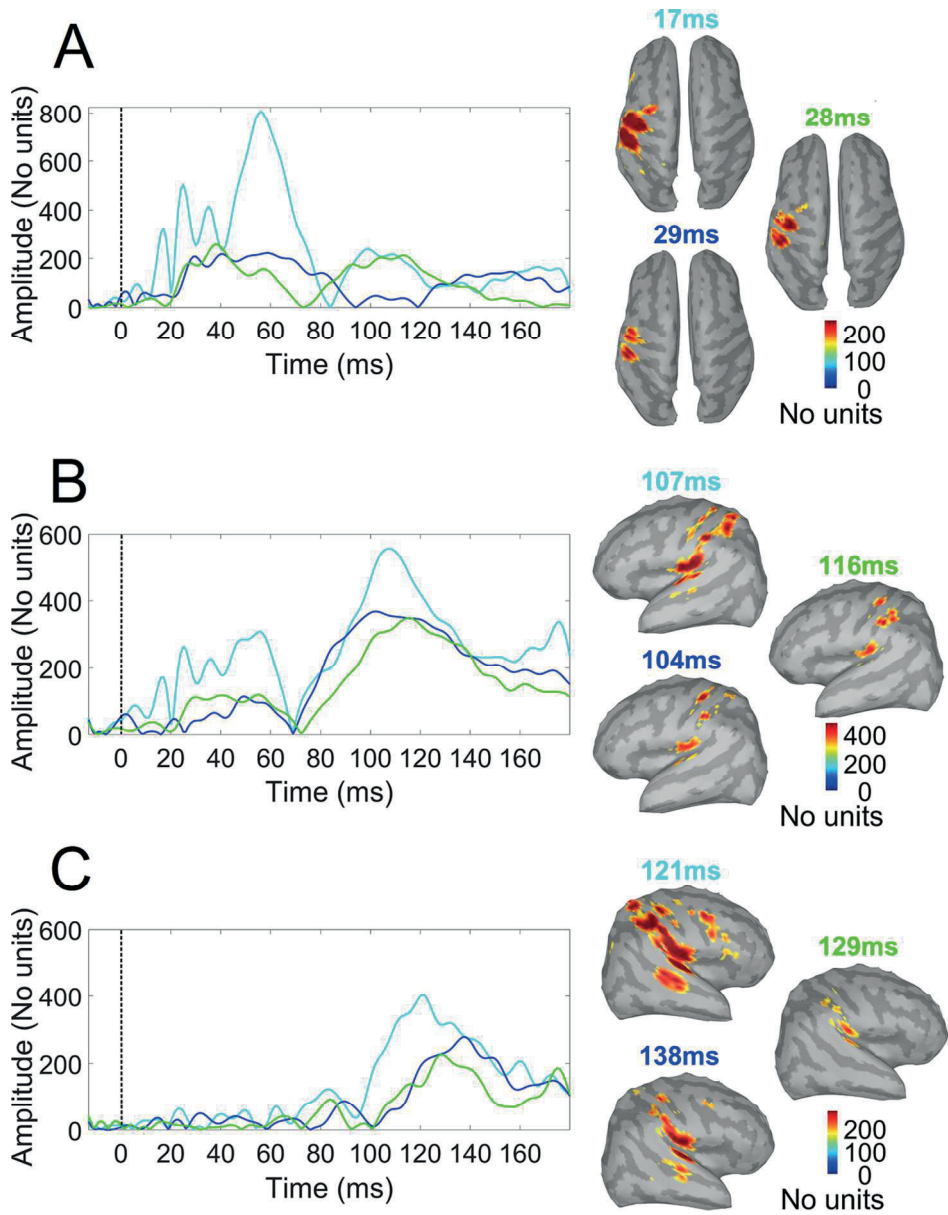 A
17ms
28ms
29ms
Amplitude (No units)
800
600
400
200
0
0 20 40 60 80 100 120 140 160
Time (ms)
200
100
0
No units
B
107ms
116ms
104ms
Amplitude (No units)
600
400
200
0
0 20 40 60 80 100 120 140 160
Time (ms)
400
200
0
No units
C
121ms
129ms
138ms
Amplitude (No units)
600
400
200
0
0 20 40 60 80 100 120 140 160
Time (ms)
200
100
0
No units